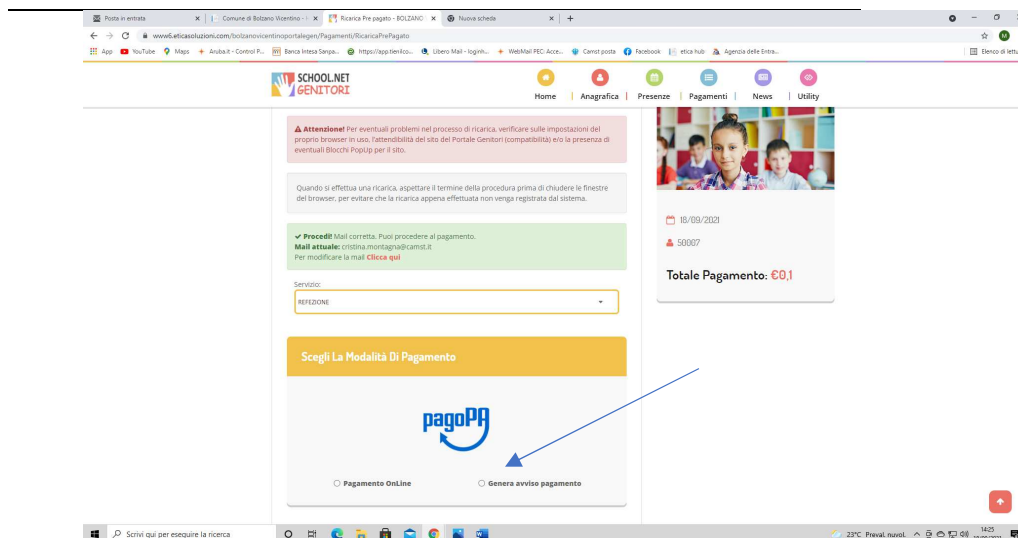 Posta in entrata
Comune di Bolzano Vicentino - I
Ricarica Pre pagato - BOLZANO
Nuova scheda
www6.eticasoluzioni.com/bolzanovicentinoportalegen/Pagamenti/RicaricaPrePagato
App YouTube Maps Aruba.it - Control P... Banca Intesa Sanpa... https://app.tienilco... Libero Mail - loginh... WebMail PEC: Acce... Camst posta Facebook etica hub Agenzia delle Entra... Elenco di lettu
SCHOOL.NET
GENITORI
Home | Anagrafica | Presenze | Pagamenti | News | Utility
Attenzione! Per eventuali problemi nel processo di ricarica, verificare sulle impostazioni del
proprio browser in uso, l'attendibilità del sito del Portale Genitori (compatibilità) e/o la presenza di
eventuali Blocchi PopUp per il sito.
Quando si effettua una ricarica, aspettare il termine della procedura prima di chiudere le finestre
del browser, per evitare che la ricarica appena effettuata non venga registrata dal sistema.
Procedi! Mail corretta. Puoi procedere al pagamento.
Mail attuale: cristina.montagna@camst.it
Per modificare la mail Clicca qui
Servizio:
REFEZIONE
18/09/2021
50007
Totale Pagamento: €0,1
Scegli La Modalità Di Pagamento
pagoPA
Pagamento OnLine
Genera avviso pagamento
Scrivi qui per eseguire la ricerca
23°C Preval. nuvol.
14:25